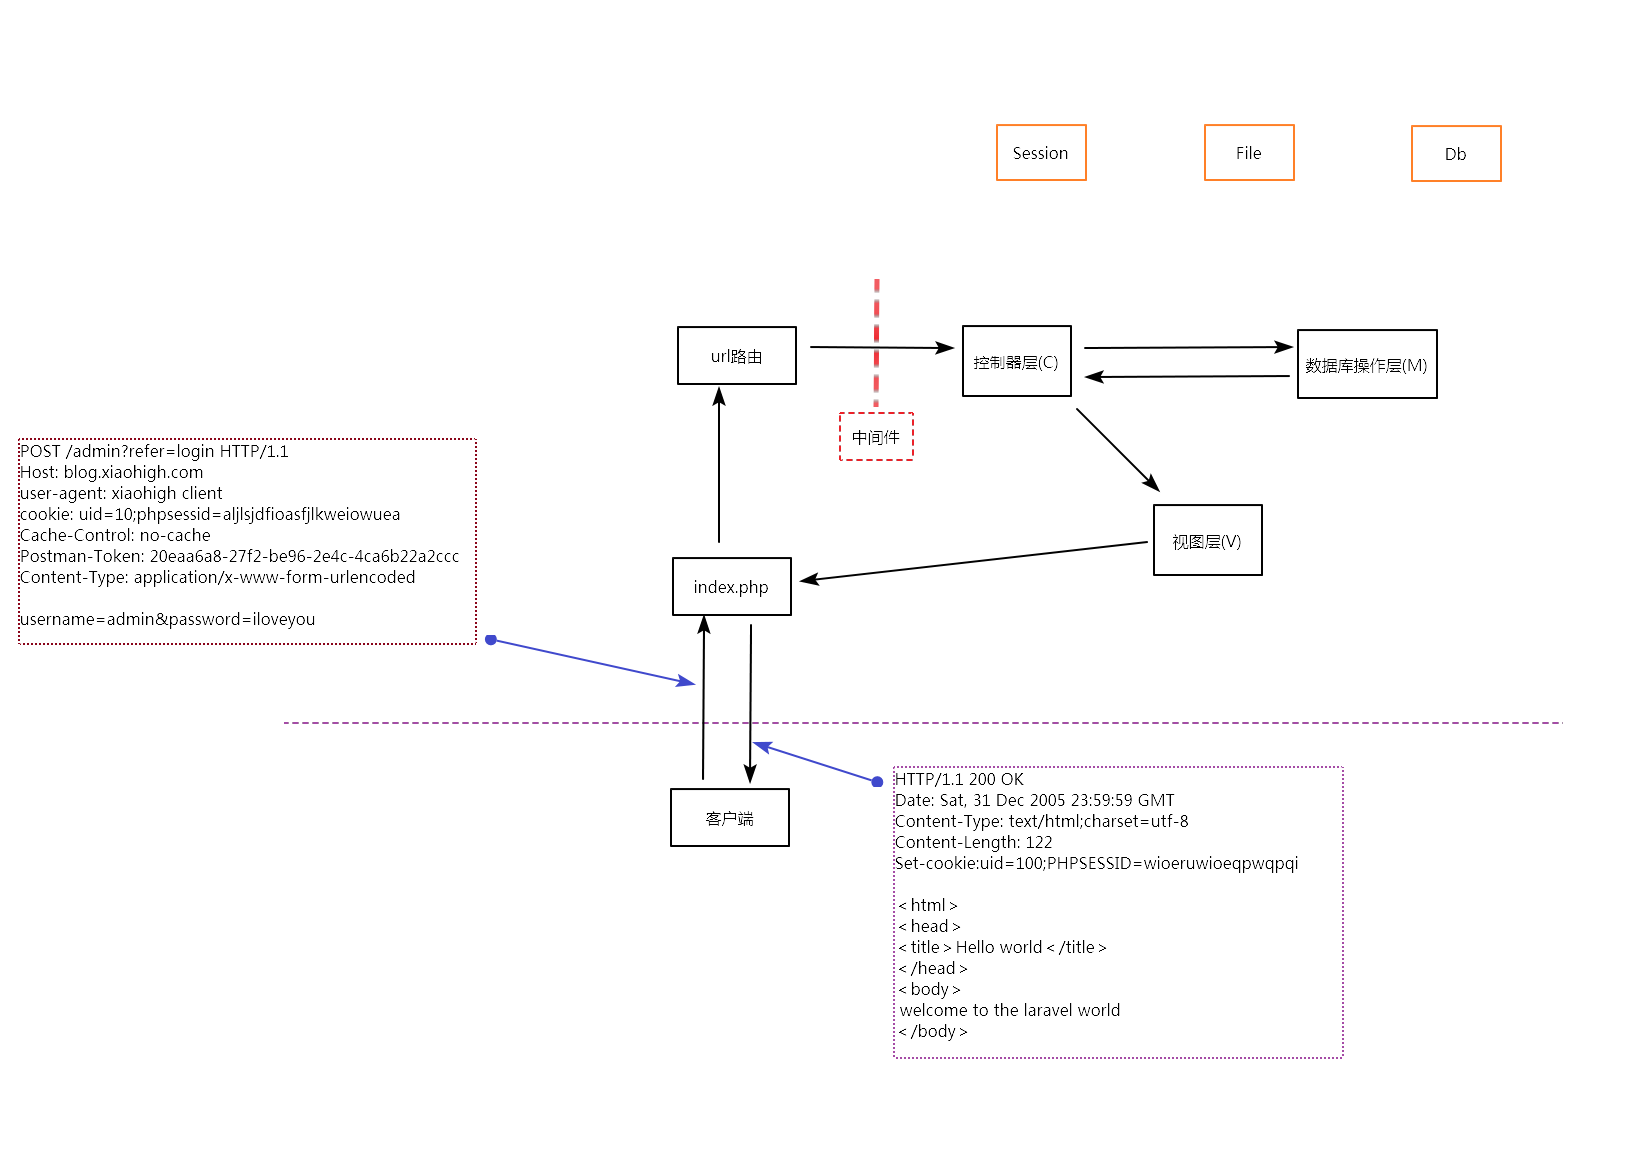 Session
File
Db
url路由
控制器层(C)
数据库操作层(M)
中间件
POST /admin?refer=login HTTP/1.1
Host: blog.xiaohigh.com
user-agent: xiaohigh client
cookie: uid=10;phpsessid=aljlsjdfioasfjlkweiowuea
Cache-Control: no-cache
Postman-Token: 20eaa6a8-27f2-be96-2e4c-4ca6b22a2ccc
Content-Type: application/x-www-form-urlencoded
username=admin&password=iloveyou
视图层(V)
index.php
客户端
HTTP/1.1 200 OK
Date: Sat, 31 Dec 2005 23:59:59 GMT
Content-Type: text/html;charset=utf-8
Content-Length: 122
Set-cookie:uid=100;PHPSESSID=wioeruwioeqpwqpqi
<html>
<head>
<title>Hello world</title>
</head>
<body>
welcome to the laravel world
</body>